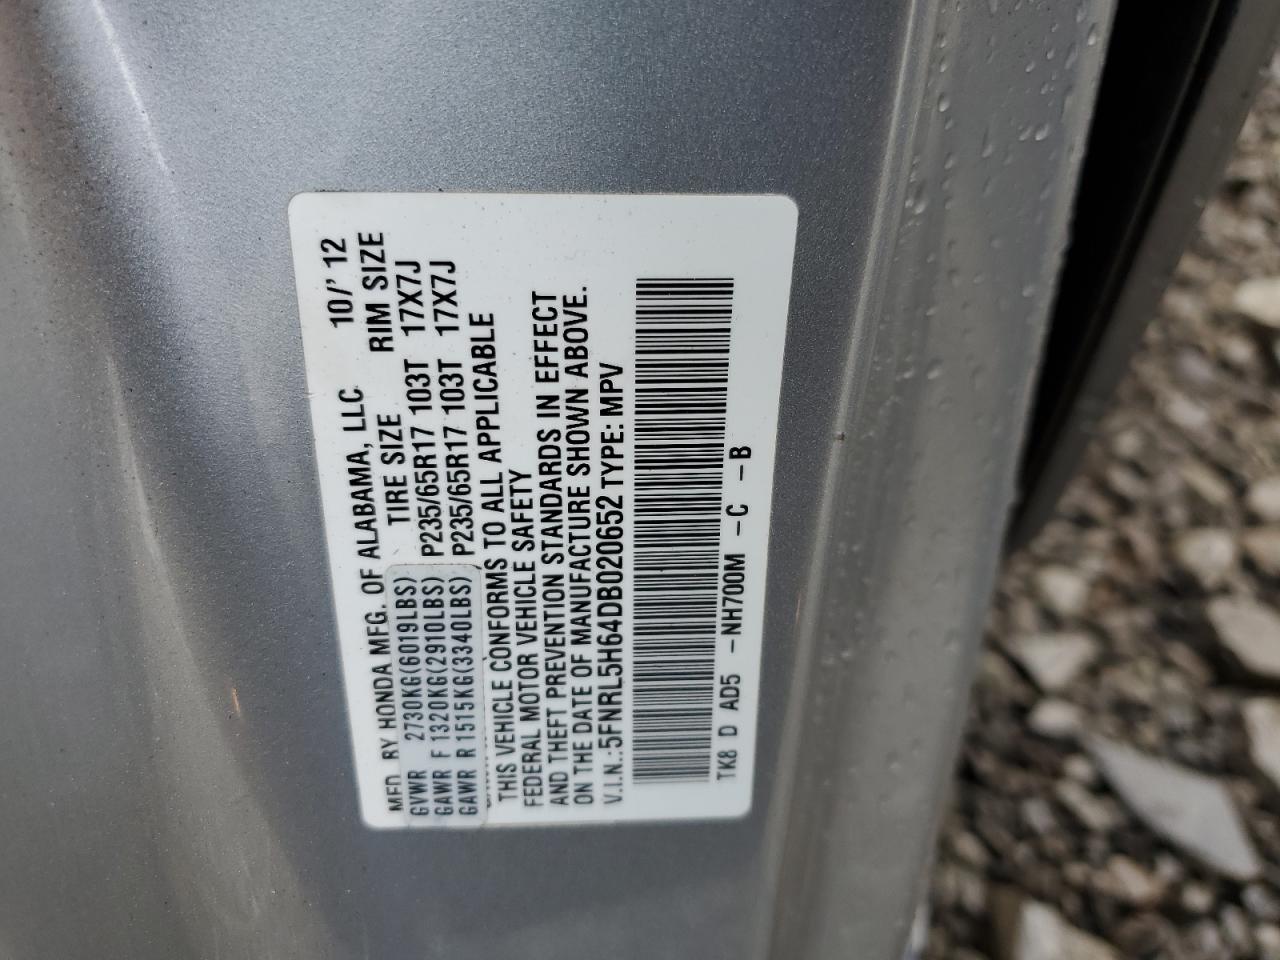 MFD. BY HONDA MFG. OF ALABAMA, LLC 10/'12
TIRE SIZE RIM SIZE
GVWR 2730KG(6019LBS)
GAWR F 1320KG(2910LBS) P235/65R17 103T 17X7J
GAWR R 1515KG(3340LBS) P235/65R17 103T 17X7J
THIS VEHICLE CONFORMS TO ALL APPLICABLE
FEDERAL MOTOR VEHICLE SAFETY
AND THEFT PREVENTION STANDARDS IN EFFECT
ON THE DATE OF MANUFACTURE SHOWN ABOVE.
V.I.N.:5FNRL5H64DB020652 TYPE: MPV
TK8 D AD5 -NH700M -C -B